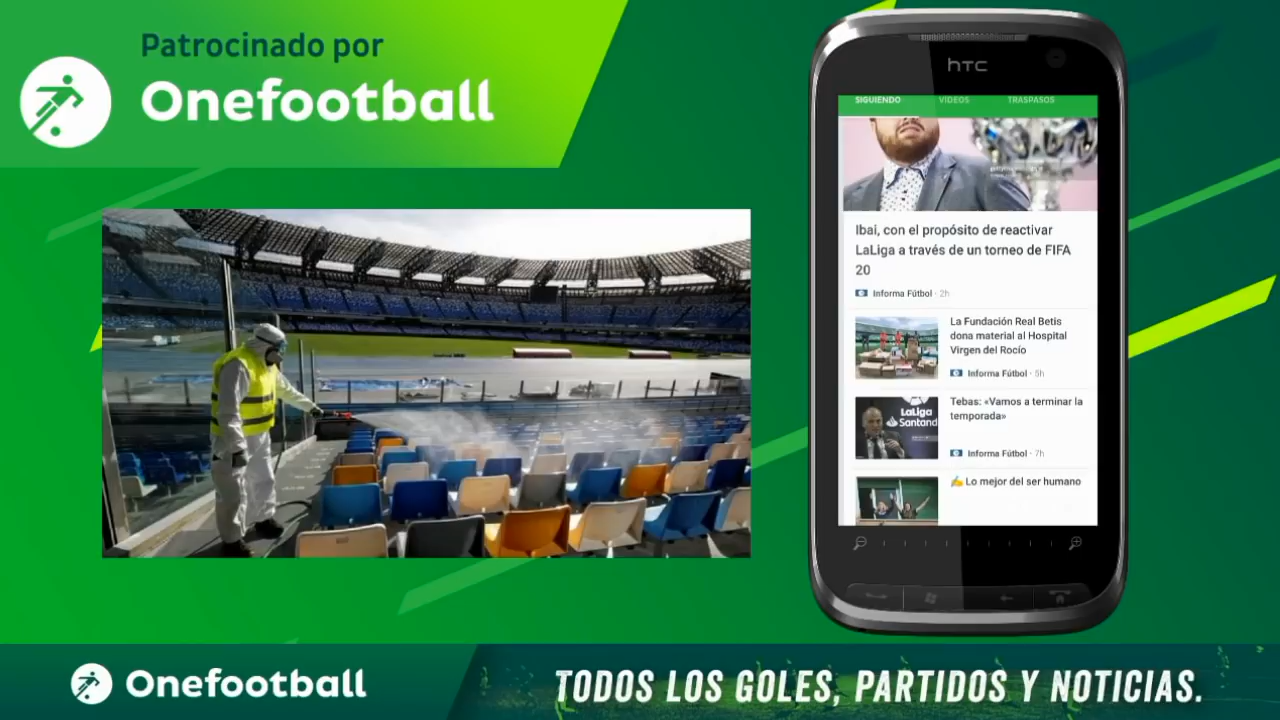 Patrocinado por
Onefootball
hTC
SIGUIENDO VIDEOS TRASPASOS
Ibai, con el propósito de reactivar
LaLiga a través de un torneo de FIFA
20
Informa Fútbol · 2h
La Fundación Real Betis
dona material al Hospital
Virgen del Rocío
Informa Fútbol · 5h
LaLiga
Santand
Tebas: «Vamos a terminar la
temporada»
Informa Fútbol · 7h
✍️ Lo mejor del ser humano
Onefootball
TODOS LOS GOLES, PARTIDOS Y NOTICIAS.